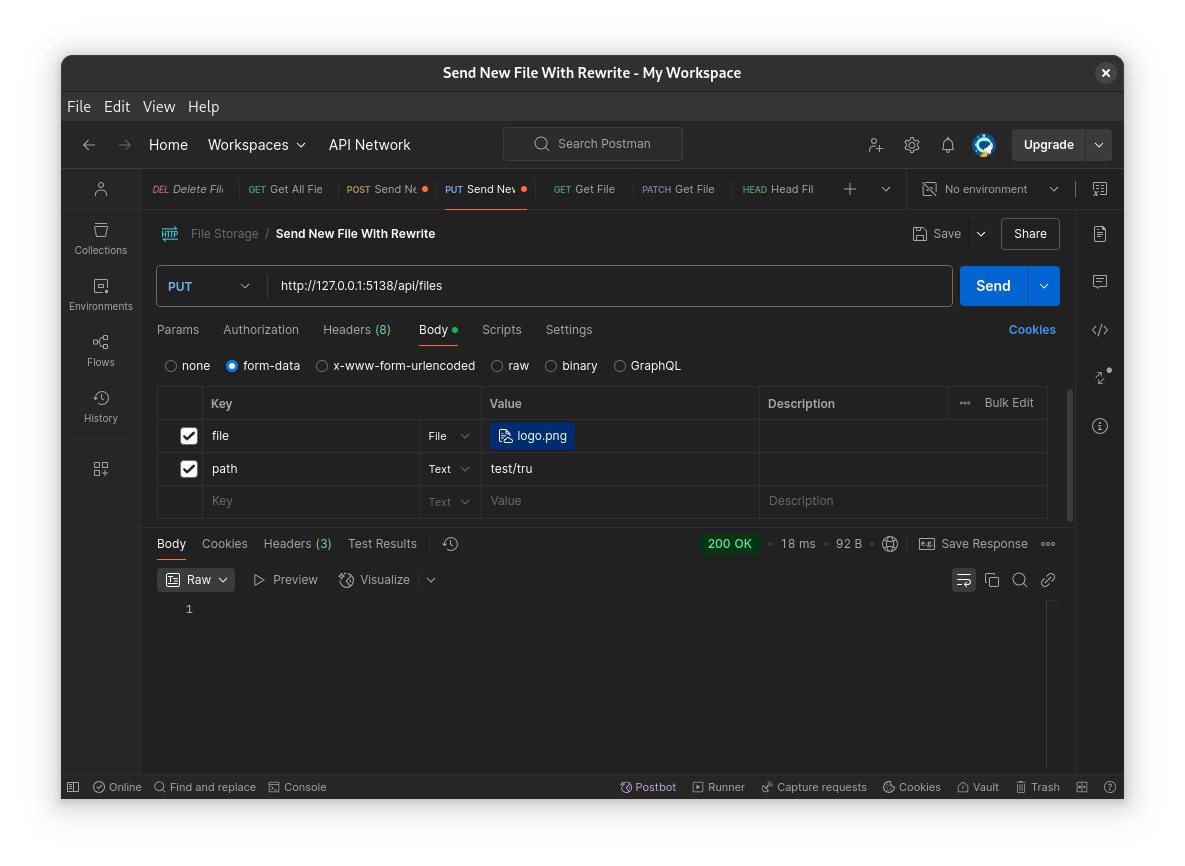 Send New File With Rewrite - My Workspace
File Edit View Help
Home Workspaces API Network Search Postman Upgrade
DEL Delete File GET Get All File POST Send Ne PUT Send New GET Get File PATCH Get File HEAD Head Fil No environment
HTTP File Storage / Send New File With Rewrite Save Share
Collections
Environments
Flows
History
PUT http://127.0.0.1:5138/api/files Send
Params Authorization Headers (8) Body Scripts Settings Cookies
none form-data x-www-form-urlencoded raw binary GraphQL
Key Value Description Bulk Edit
file File logo.png
path Text test/tru
Key Text Value Description
Body Cookies Headers (3) Test Results 200 OK 18 ms 92 B e.g. Save Response
Raw Preview Visualize
1
Online Find and replace Console Postbot Runner Capture requests Cookies Vault Trash